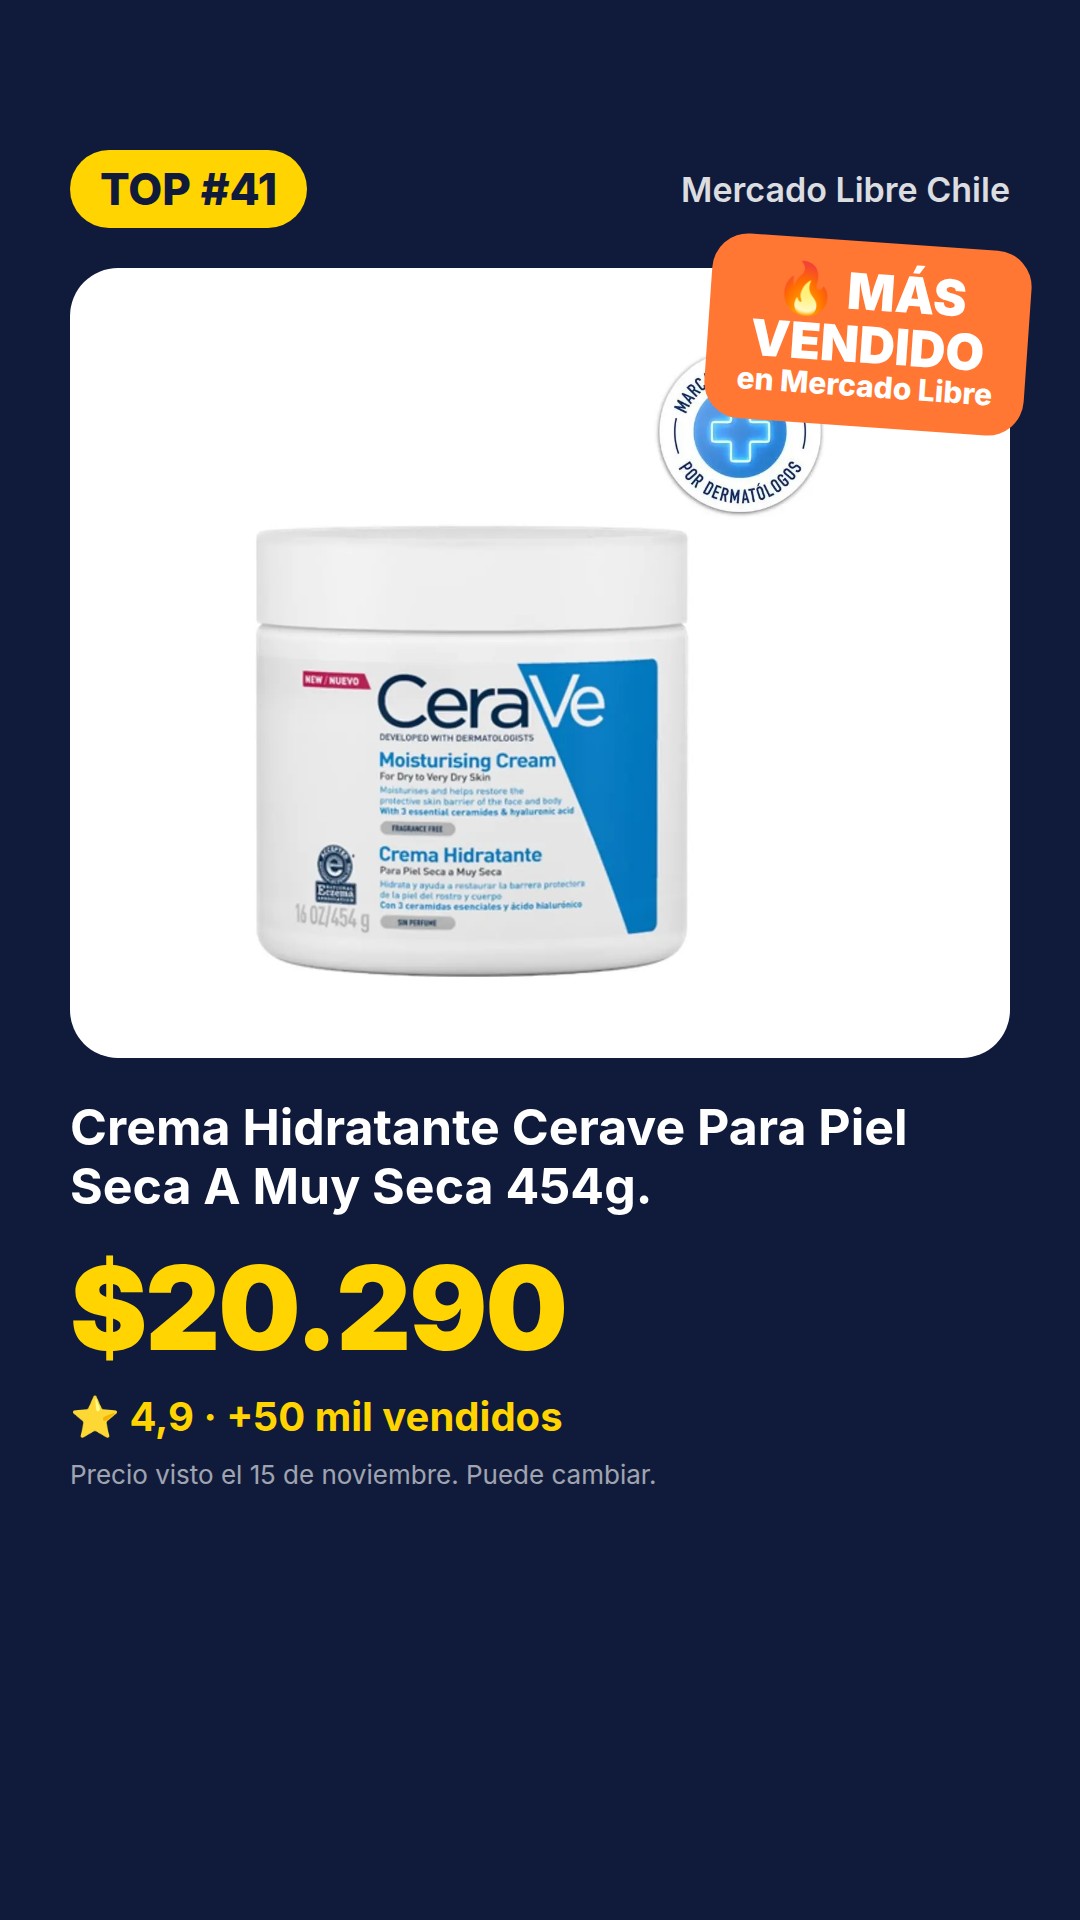 TOP #41
Mercado Libre Chile
🔥 MÁS
VENDIDO
en Mercado Libre
POR DERMATÓLOGOS
NEW / NUEVO
CeraVe
DEVELOPED WITH DERMATOLOGISTS
Moisturising Cream
For Dry to Very Dry Skin
Moisturises and helps restore the
protective skin barrier of the face and body
With 3 essential ceramides & hyaluronic acid
FRAGRANCE FREE
Crema Hidratante
Para Piel Seca a Muy Seca
Hidrata y ayuda a restaurar la barrera protectora
de la piel del rostro y cuerpo
Con 3 ceramidas esenciales y ácido hialurónico
SIN PERFUME
Eczema
16 OZ/454 g
Crema Hidratante Cerave Para Piel
Seca A Muy Seca 454g.
$20.290
⭐ 4,9 · +50 mil vendidos
Precio visto el 15 de noviembre. Puede cambiar.